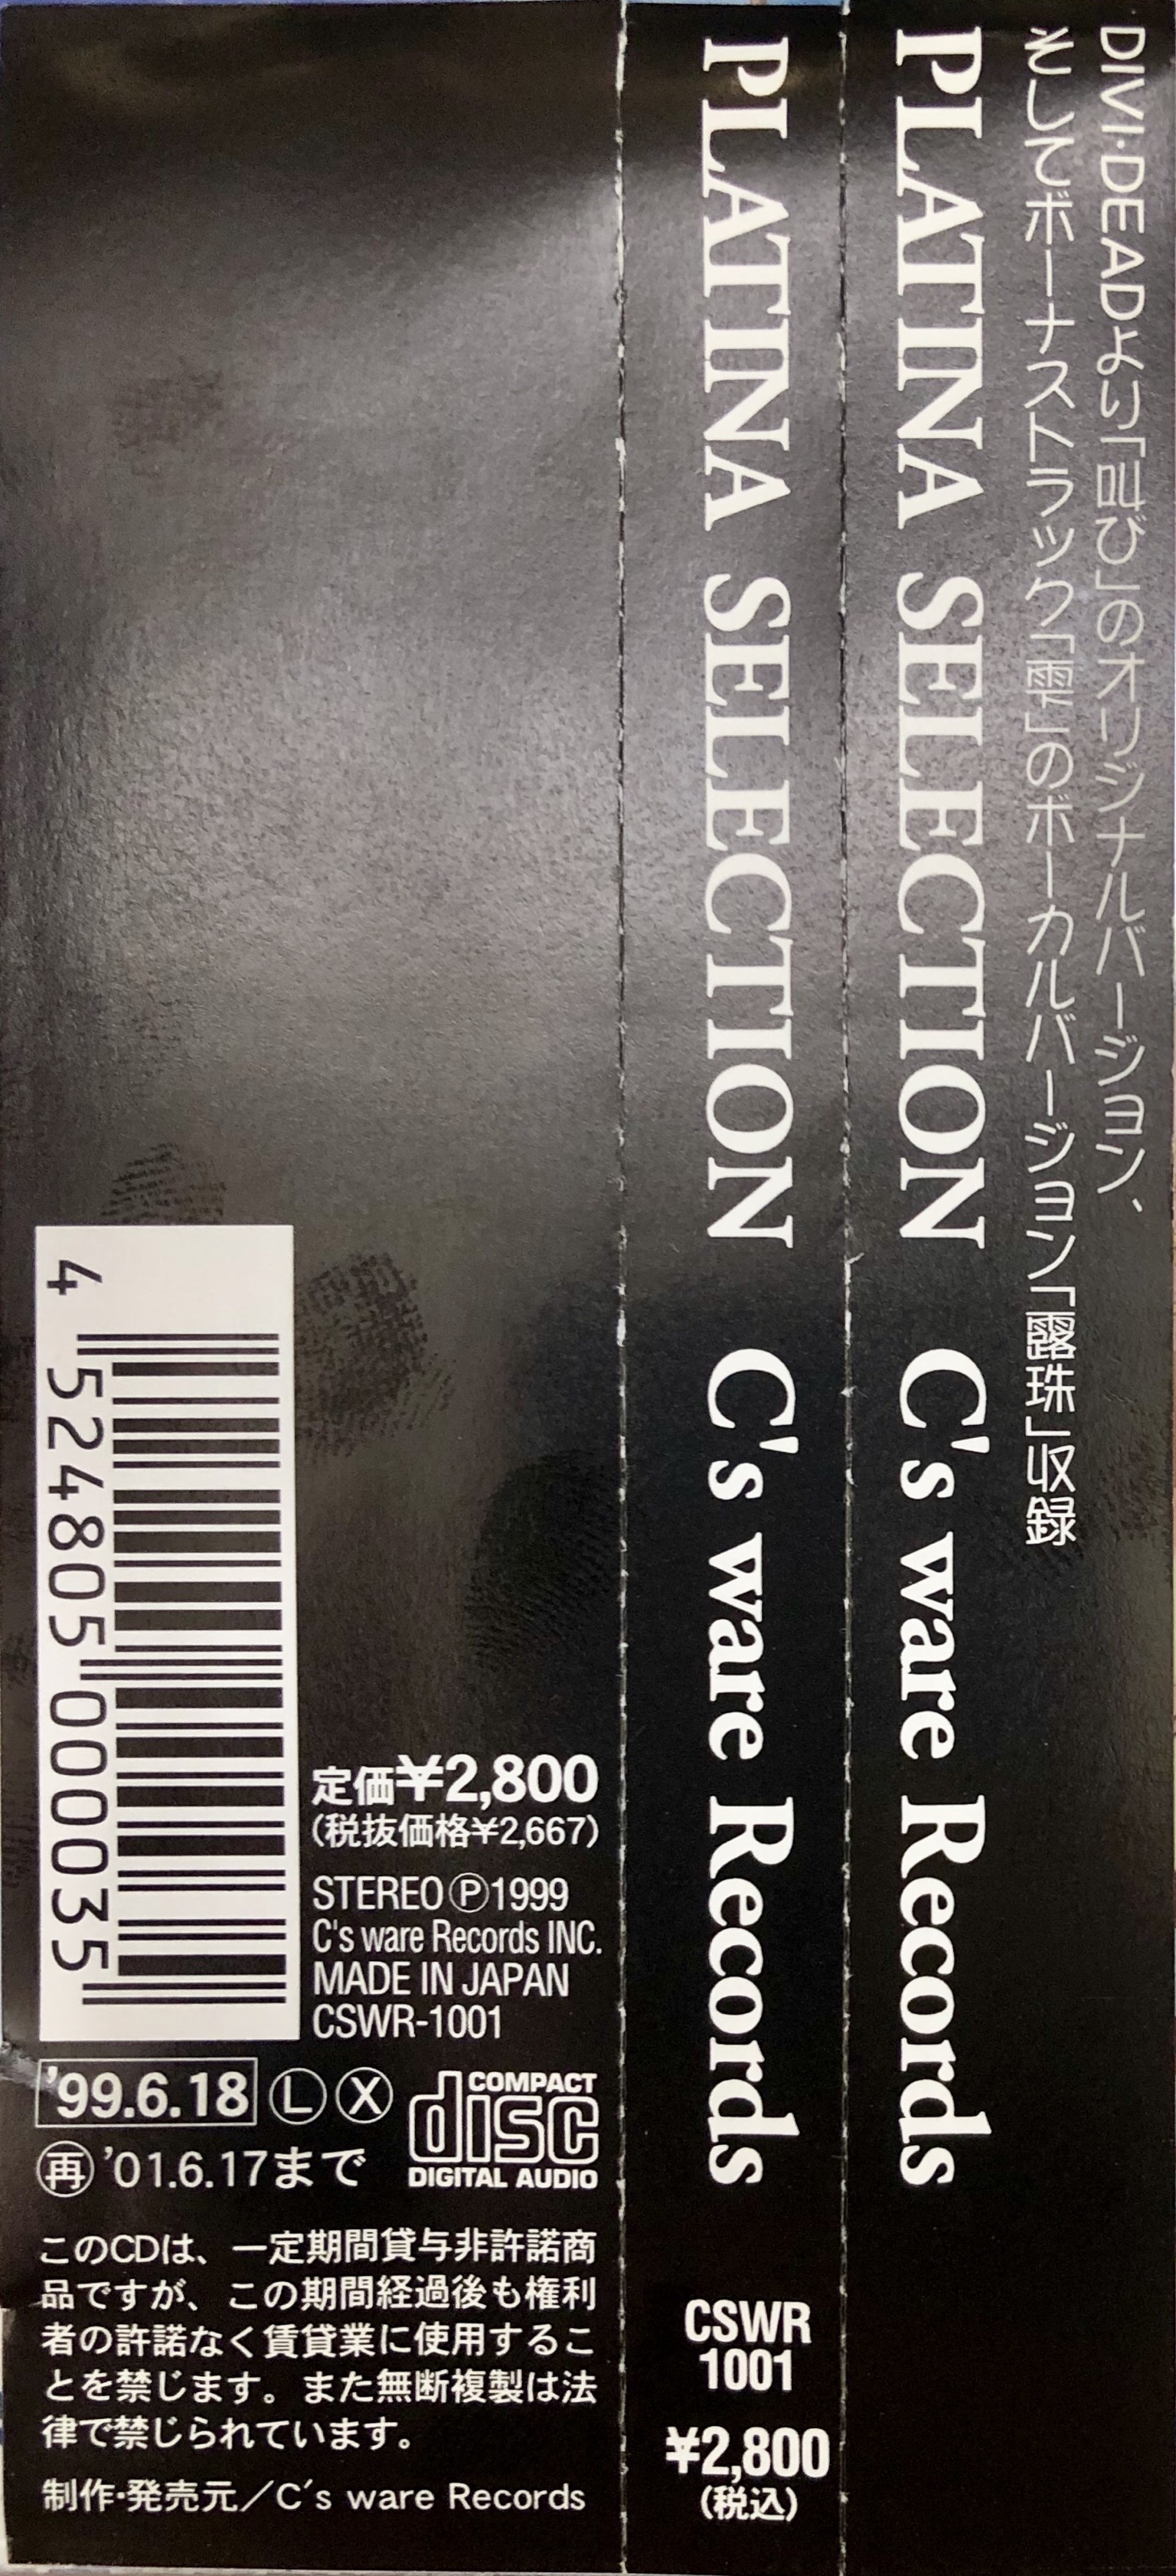 DIVI・DEADより「叫び」のオリジナルバージョン、
そしてボーナストラック「雫」のボーカルバージョン「露珠」収録
PLATINA SELECTION C's ware Records
PLATINA SELECTION C's ware Records
CSWR
1001
¥2,800
(税込)
4 524805 000035
定価¥2,800
(税抜価格¥2,667)
STEREO Ⓟ1999
C's ware Records INC.
MADE IN JAPAN
CSWR-1001
'99.6.18 Ⓛ Ⓧ
㊢'01.6.17まで
COMPACT
disc
DIGITAL AUDIO
このCDは、一定期間貸与非許諾商
品ですが、この期間経過後も権利
者の許諾なく賃貸業に使用するこ
とを禁じます。また無断複製は法
律で禁じられています。
制作・発売元／C's ware Records